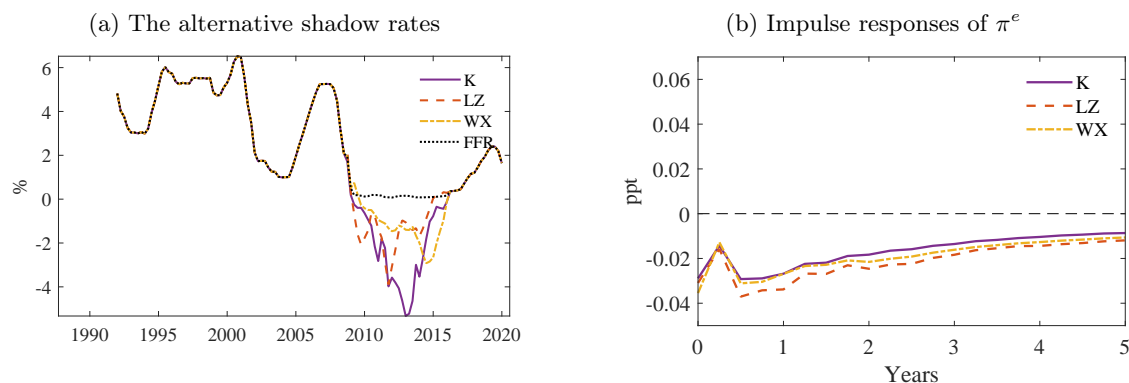 (a) The alternative shadow rates
6
4
2
0
-2
-4
%
1990 1995 2000 2005 2010 2015 2020
K
LZ
WX
FFR
(b) Impulse responses of π^e
0.06
0.04
0.02
0
-0.02
-0.04
ppt
0 1 2 3 4 5
Years
K
LZ
WX